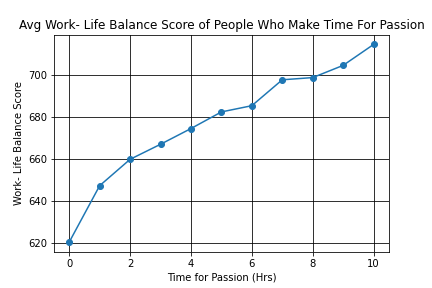 Avg Work- Life Balance Score of People Who Make Time For Passion
Work- Life Balance Score
700
680
660
640
620
0 2 4 6 8 10
Time for Passion (Hrs)